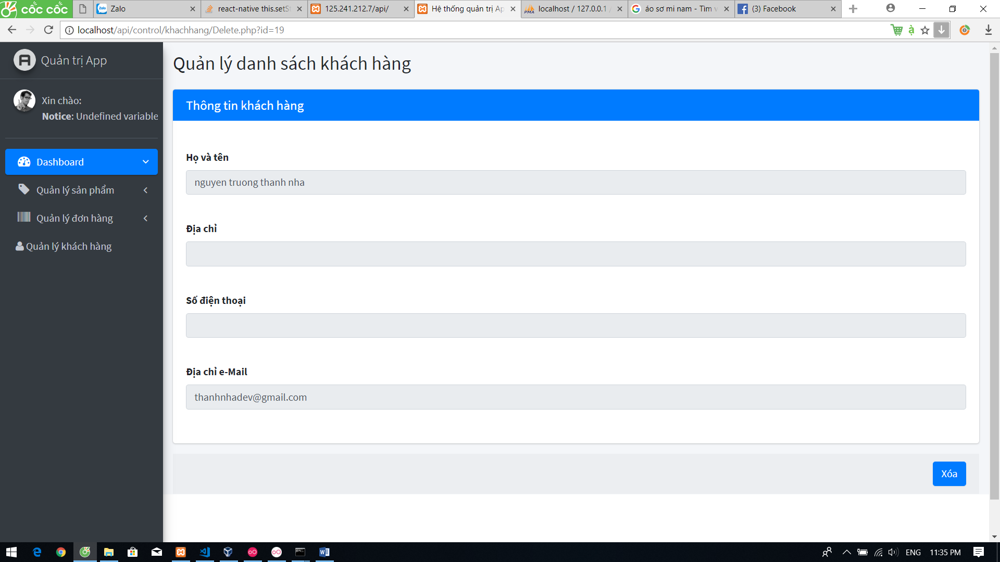 cốc cốc
Zalo
Zalo
react-native this.setS
125.241.212.7/api/
Hệ thống quản trị Ap
PMA
localhost / 127.0.0.1 /
áo sơ mi nam - Tìm
(3) Facebook
localhost/api/control/khachhang/Delete.php?id=19
Quản trị App
Xin chào:
Notice: Undefined variable
Dashboard
Quản lý sản phẩm
Quản lý đơn hàng
Quản lý khách hàng
Quản lý danh sách khách hàng
Thông tin khách hàng
Họ và tên
nguyen truong thanh nha
Địa chỉ
Số điện thoại
Địa chỉ e-Mail
thanhnhadev@gmail.com
Xóa
ENG
11:35 PM